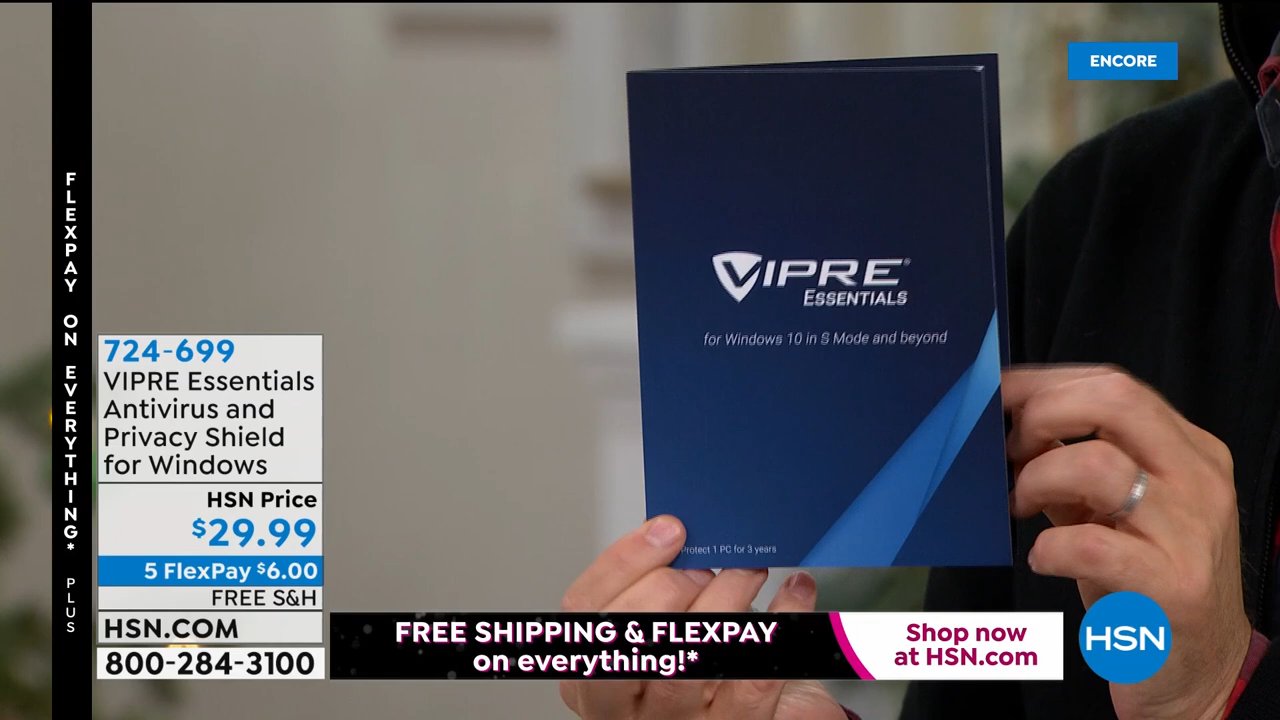 ENCORE
FLEXPAY ON EVERYTHING* PLUS
VIPRE®
ESSENTIALS
for Windows 10 in S Mode and beyond
Protect 1 PC for 3 years
724-699
VIPRE Essentials
Antivirus and
Privacy Shield
for Windows
HSN Price
$29.99
5 FlexPay $6.00
FREE S&H
HSN.COM
800-284-3100
FREE SHIPPING & FLEXPAY
on everything!*
Shop now
at HSN.com
HSN